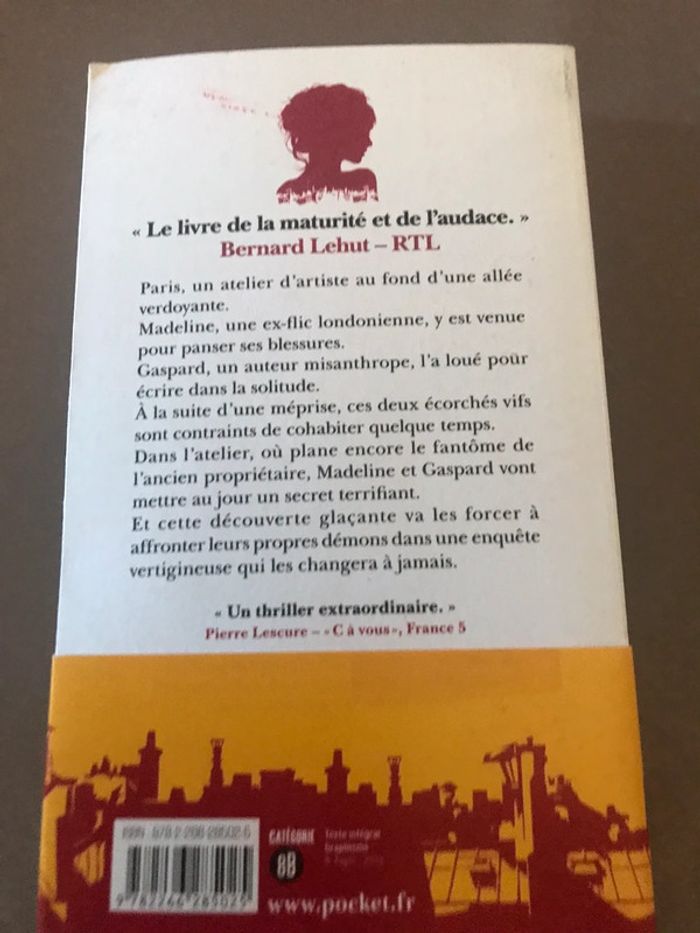 « Le livre de la maturité et de l'audace. »
Bernard Lehut – RTL
Paris, un atelier d'artiste au fond d'une allée
verdoyante.
Madeline, une ex-flic londonienne, y est venue
pour panser ses blessures.
Gaspard, un auteur misanthrope, l'a loué pour
écrire dans la solitude.
À la suite d'une méprise, ces deux écorchés vifs
sont contraints de cohabiter quelque temps.
Dans l'atelier, où plane encore le fantôme de
l'ancien propriétaire, Madeline et Gaspard vont
mettre au jour un secret terrifiant.
Et cette découverte glaçante va les forcer à
affronter leurs propres démons dans une enquête
vertigineuse qui les changera à jamais.
« Un thriller extraordinaire. »
Pierre Lescure – « C à vous », France 5
ISBN
CATÉGORIE
Texte intégral
www.pocket.fr